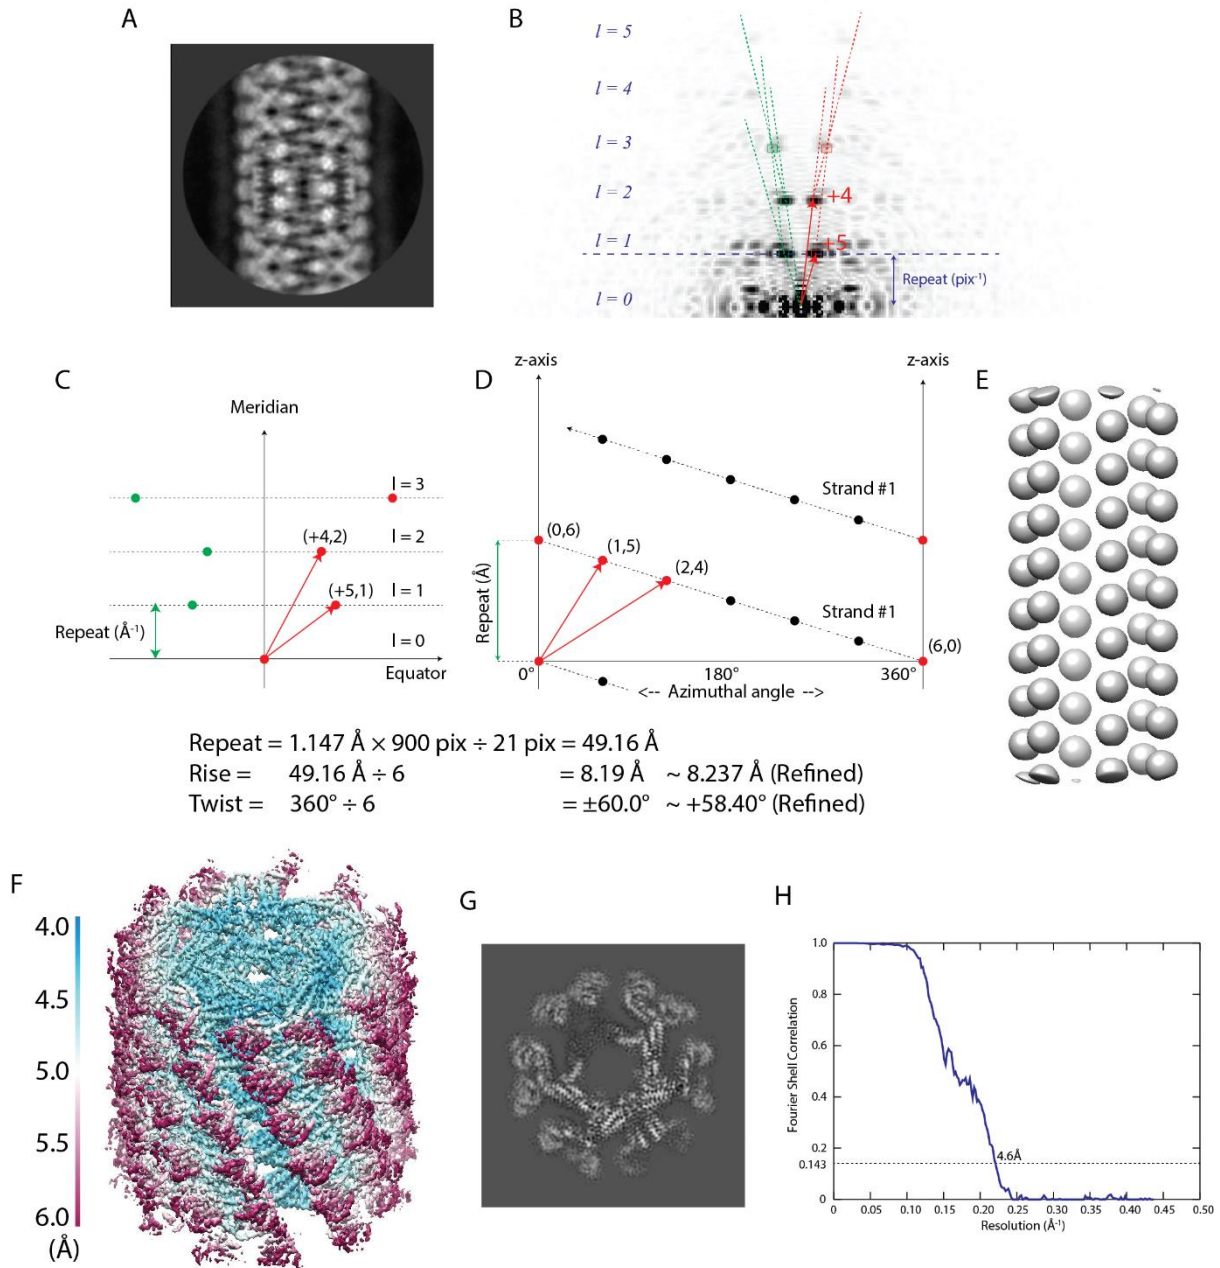 A
B
l = 5
l = 4
l = 3
l = 2
l = 1
l = 0
+4
+5
Repeat (pix⁻¹)
C
Meridian
l = 3
(+4,2)
l = 2
(+5,1)
l = 1
Repeat (Å⁻¹)
l = 0
Equator
D
z-axis
z-axis
Strand #1
(0,6)
(1,5)
(2,4)
Repeat (Å)
Strand #1
(6,0)
0°
180°
360°
<-- Azimuthal angle -->
E
Repeat = 1.147 Å × 900 pix ÷ 21 pix = 49.16 Å
Rise = 49.16 Å ÷ 6 = 8.19 Å ~ 8.237 Å (Refined)
Twist = 360° ÷ 6 = ±60.0° ~ +58.40° (Refined)
F
4.0
4.5
5.0
5.5
6.0
(Å)
G
H
1.0
0.8
0.6
0.4
0.2
0.143
0
4.6Å
Fourier Shell Correlation
0 0.05 0.10 0.15 0.20 0.25 0.30 0.35 0.40 0.45 0.50
Resolution (Å⁻¹)